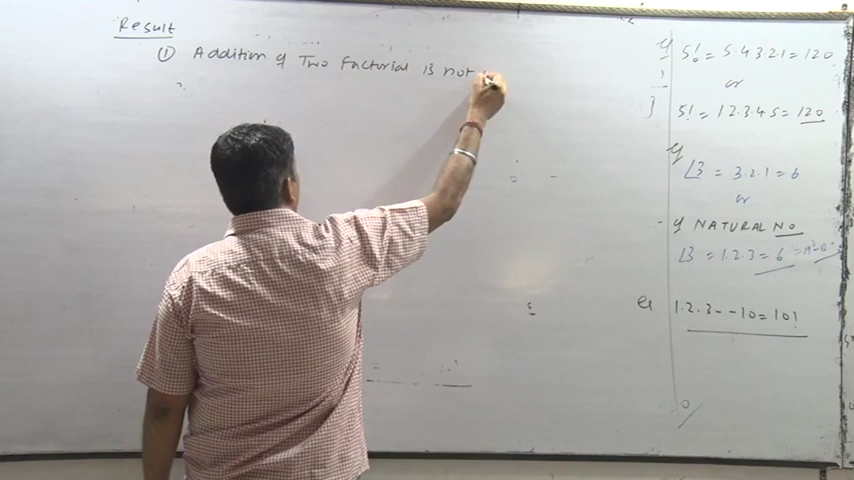 Result
① Addition of Two factorial is not
5! = 5.4.3.2.1 = 120
or
5! = 1.2.3.4.5 = 120
∠3 = 3.2.1 = 6
or
of NATURAL NO
∠3 = 1.2.3 = 6
1.2.3--10 = 10!